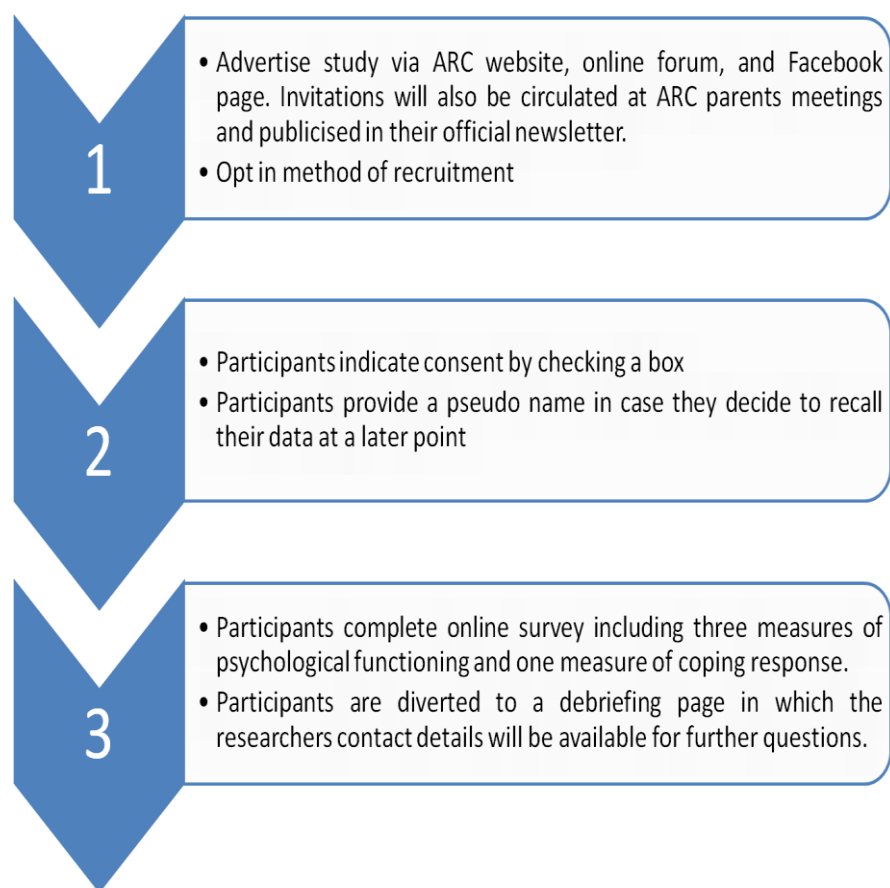 1
• Advertise study via ARC website, online forum, and Facebook
page. Invitations will also be circulated at ARC parents meetings
and publicised in their official newsletter.
• Opt in method of recruitment
2
• Participants indicate consent by checking a box
• Participants provide a pseudo name in case they decide to recall
their data at a later point
3
• Participants complete online survey including three measures of
psychological functioning and one measure of coping response.
• Participants are diverted to a debriefing page in which the
researchers contact details will be available for further questions.